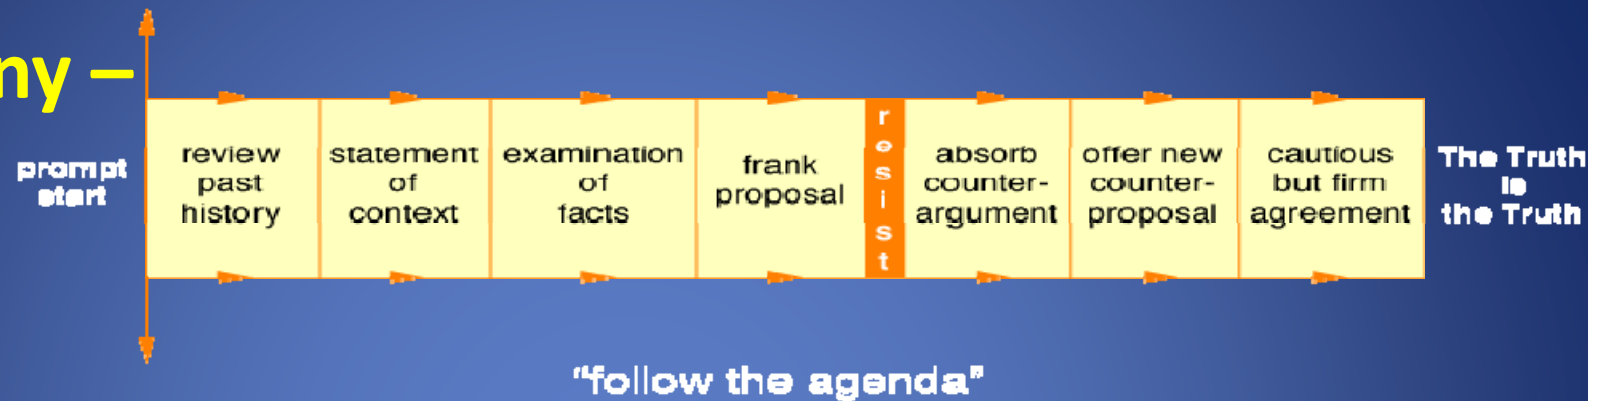 ny –
prompt
start
review
past
history
statement
of
context
examination
of
facts
frank
proposal
resist
absorb
counter-
argument
offer new
counter-
proposal
cautious
but firm
agreement
The Truth
is
the Truth
"follow the agenda"